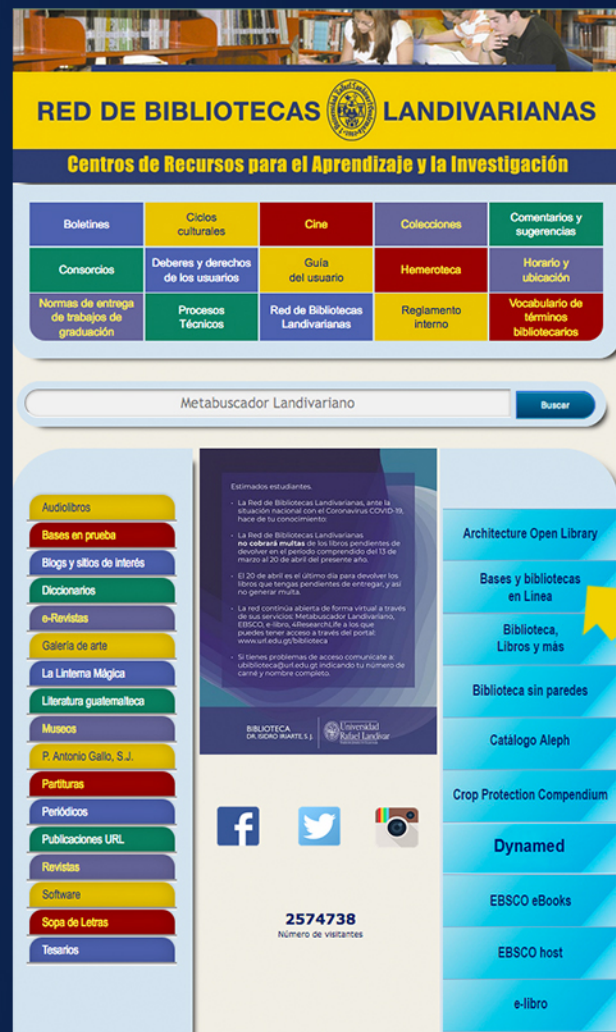 RED DE BIBLIOTECAS LANDIVARIANAS
Centros de Recursos para el Aprendizaje y la Investigación
Boletines
Ciclos
culturales
Cine
Colecciones
Comentarios y
sugerencias
Consorcios
Deberes y derechos
de los usuarios
Guía
del usuario
Hemeroteca
Horario y
ubicación
Normas de entrega
de trabajos de
graduación
Procesos
Técnicos
Red de Bibliotecas
Landivarianas
Reglamento
interno
Vocabulario de
términos
bibliotecarios
Metabuscador Landivariano
Buscar
Audiolibros
Bases en prueba
Blogs y sitios de interés
Diccionarios
e-Revistas
Galería de arte
La Linterna Mágica
Literatura guatemalteca
Museos
P. Antonio Gallo, S.J.
Partituras
Periódicos
Publicaciones URL
Revistas
Software
Sopa de Letras
Tesarios
Estimados estudiantes.
- La Red de Bibliotecas Landivarianas, ante la
situación nacional con el Coronavirus COVID-19,
hace de tu conocimiento:
- La Red de Bibliotecas Landivarianas
no cobrará multas de los libros pendientes de
devolver en el período comprendido del 13 de
marzo al 20 de abril del presente año.
- El 20 de abril es el último día para devolver los
libros que tengas pendientes de entregar, y así
no generar multa.
- La red continúa abierta de forma virtual a través
de sus servicios: Metabuscador Landivariano,
EBSCO, e-libro, 4ResearchLife a los que
puedes tener acceso a través del portal:
www.url.edu.gt/biblioteca
- Si tienes problemas de acceso comunícate a:
ubiblioteca@url.edu.gt indicando tu número de
carné y nombre completo.
BIBLIOTECA
DR. ISIDRO IRIARTE, S.J.
Universidad
Rafael Landívar
2574738
Número de visitantes
Architecture Open Library
Bases y bibliotecas
en Línea
Biblioteca,
Libros y más
Biblioteca sin paredes
Catálogo Aleph
Crop Protection Compendium
Dynamed
EBSCO eBooks
EBSCO host
e-libro